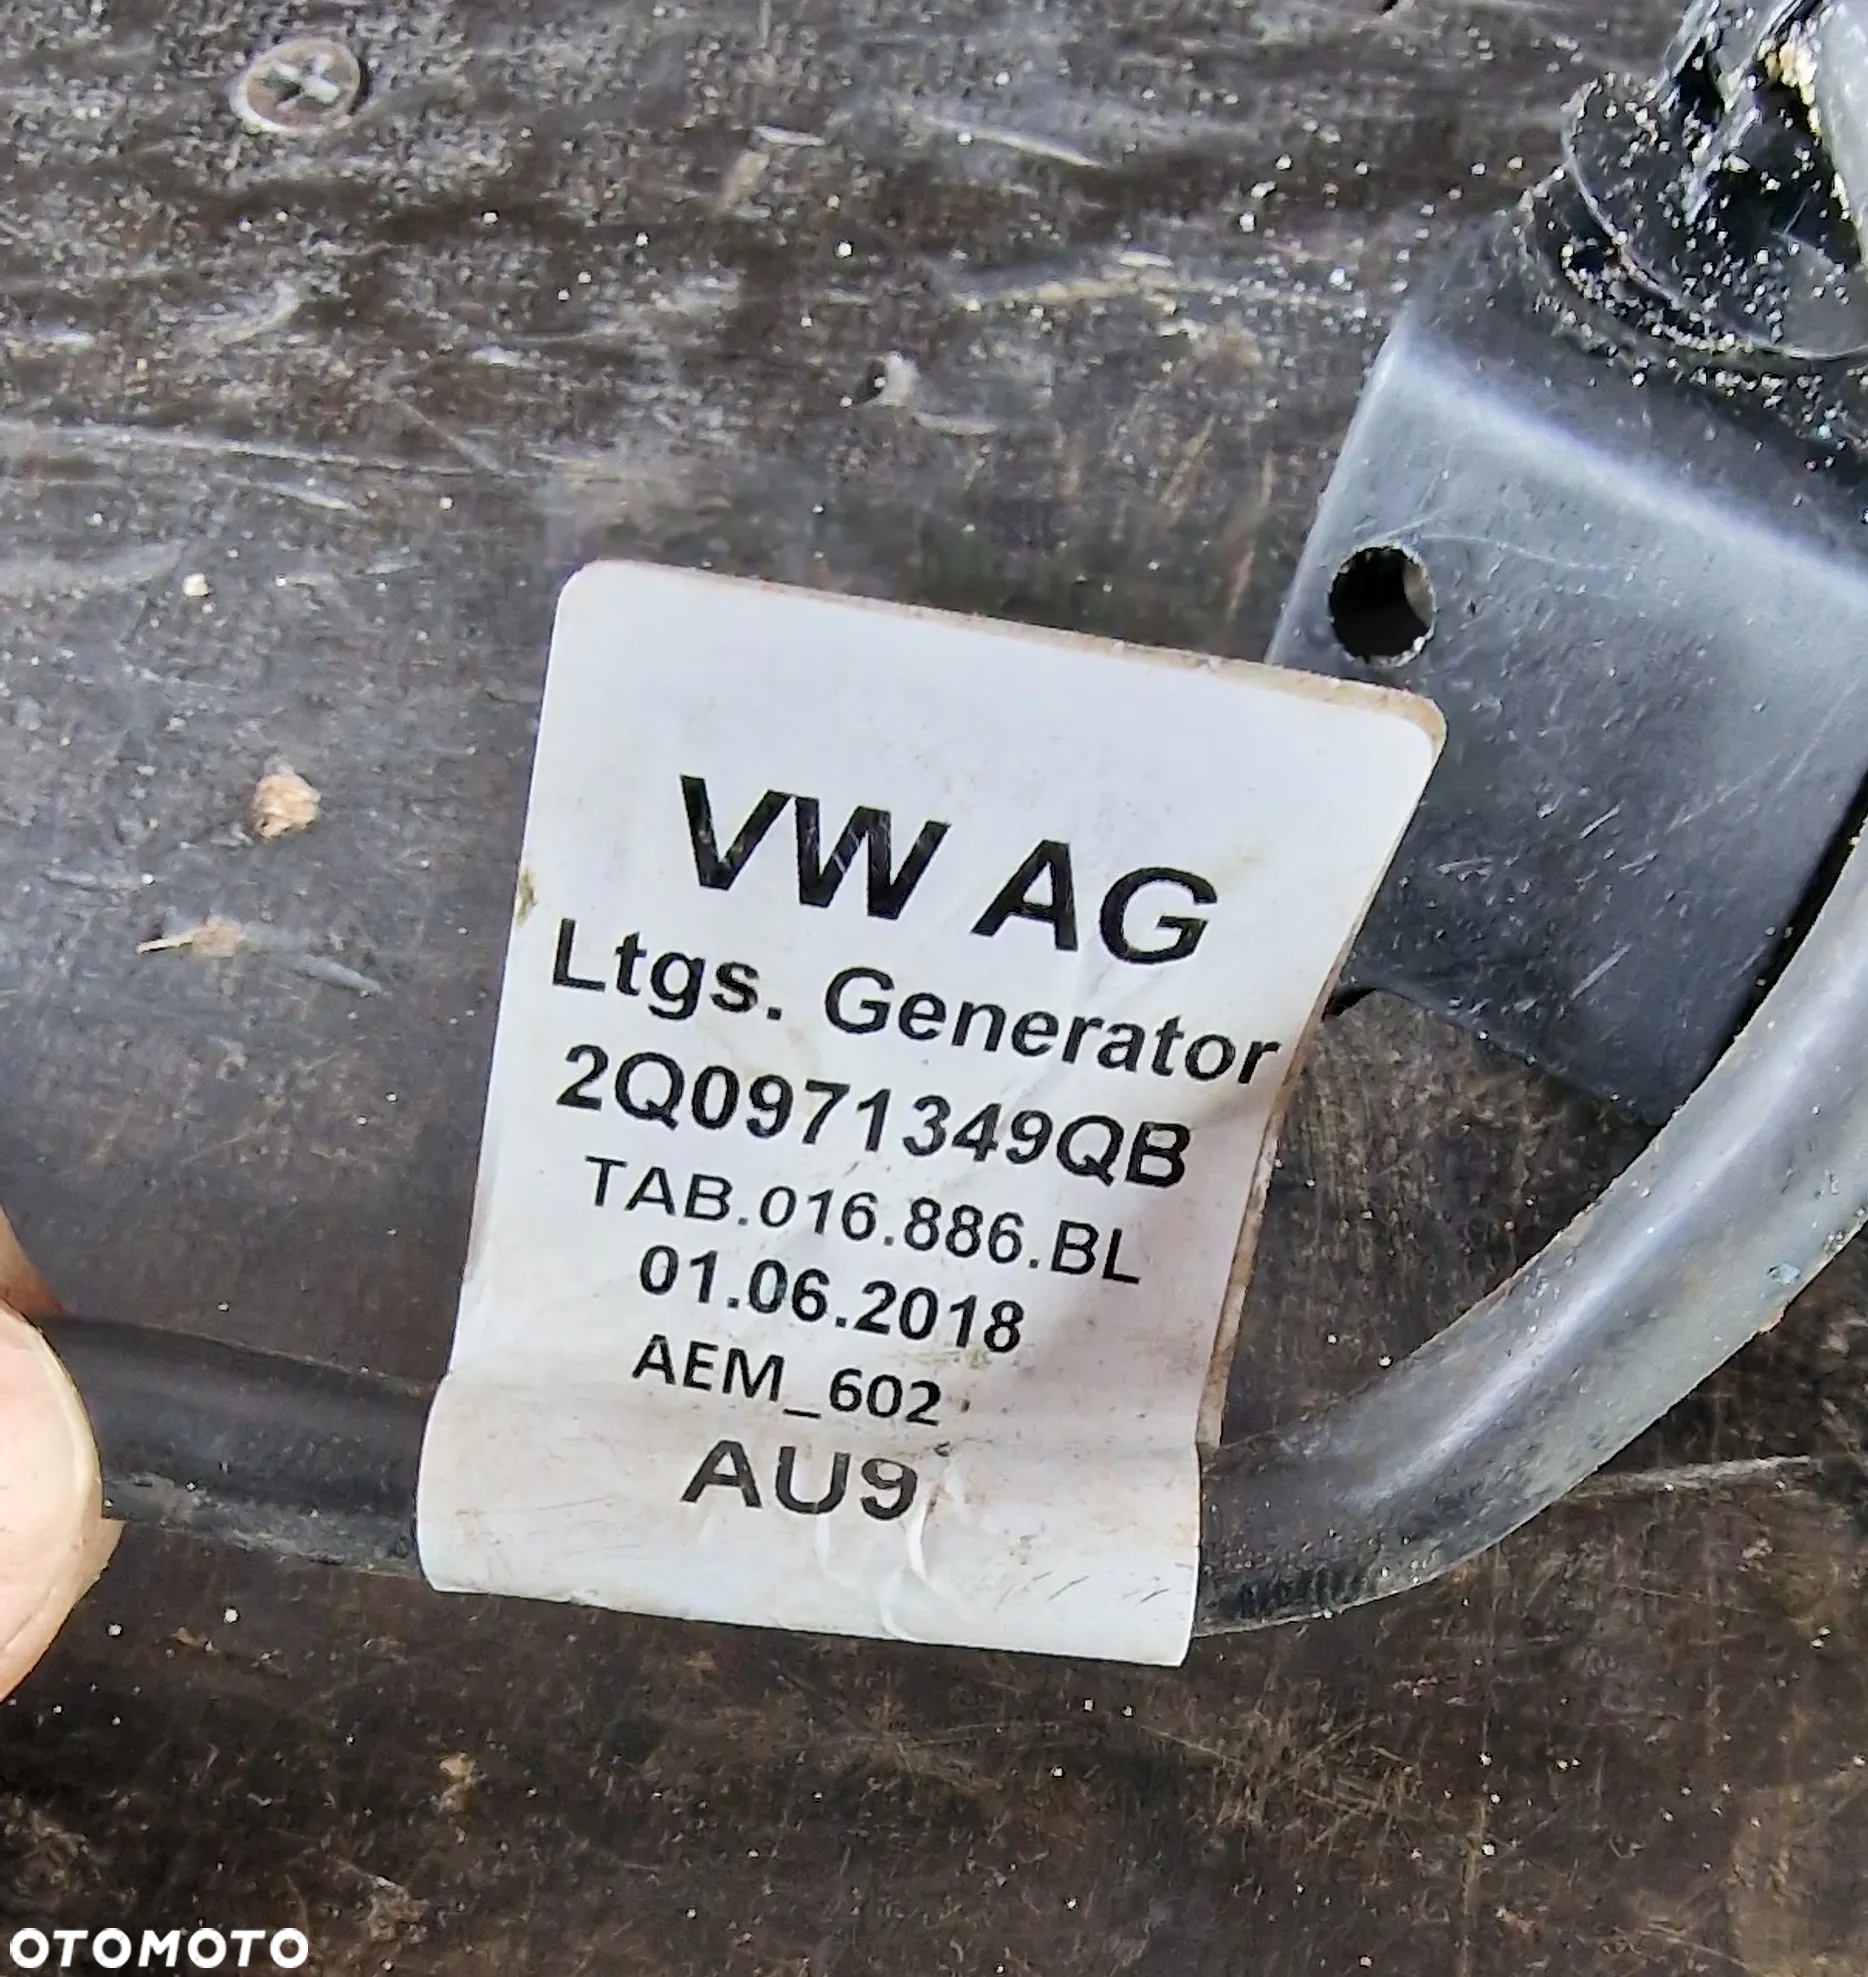 VW AG
Ltgs. Generator
2Q0971349QB
TAB.016.886.BL
01.06.2018
AEM_602
AU9
OTOMOTO